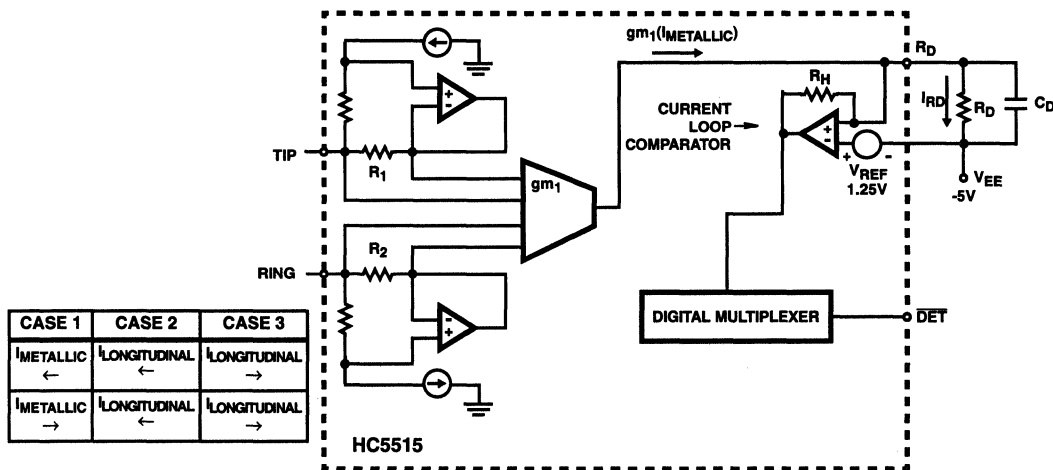 gm1(IMETALLIC)
RD
RH
IRD
RD
CD
CURRENT
LOOP
COMPARATOR
+
-
+
-
TIP
R1
+
-
VREF
1.25V
VEE
-5V
gm1
R2
RING
-
+
DIGITAL MULTIPLEXER
DET
CASE 1 CASE 2 CASE 3
IMETALLIC ILONGITUDINAL ILONGITUDINAL
← ← →
IMETALLIC ILONGITUDINAL ILONGITUDINAL
→ ← →
HC5515